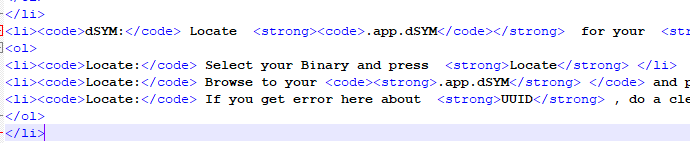 </li>
<li><code>dSYM:</code> Locate  <strong><code>.app.dSYM</code></strong>  for your
<ol>
<li><code>Locate:</code> Select your Binary and press  <strong>Locate</strong> </li>
<li><code>Locate:</code> Browse to your <code><strong>.app.dSYM</strong> </code> and
<li><code>Locate:</code> If you get error here about  <strong>UUID</strong> , do a
</ol>
</li>